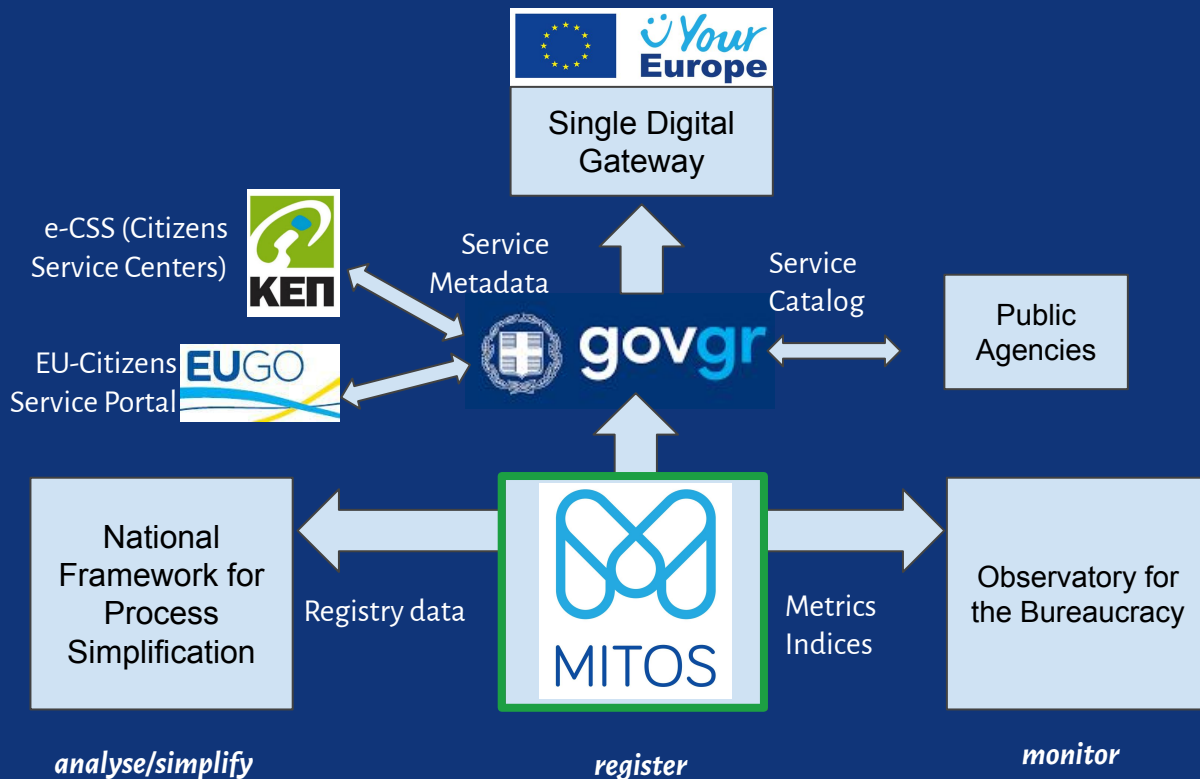 Your
Europe
Single Digital
Gateway
e-CSS (Citizens
Service Centers)
ΚΕΠ
Service
Metadata
Service
Catalog
govgr
Public
Agencies
EU-Citizens
Service Portal
EUGO
National
Framework for
Process
Simplification
Registry data
MITOS
Metrics
Indices
Observatory for
the Bureaucracy
analyse/simplify
register
monitor